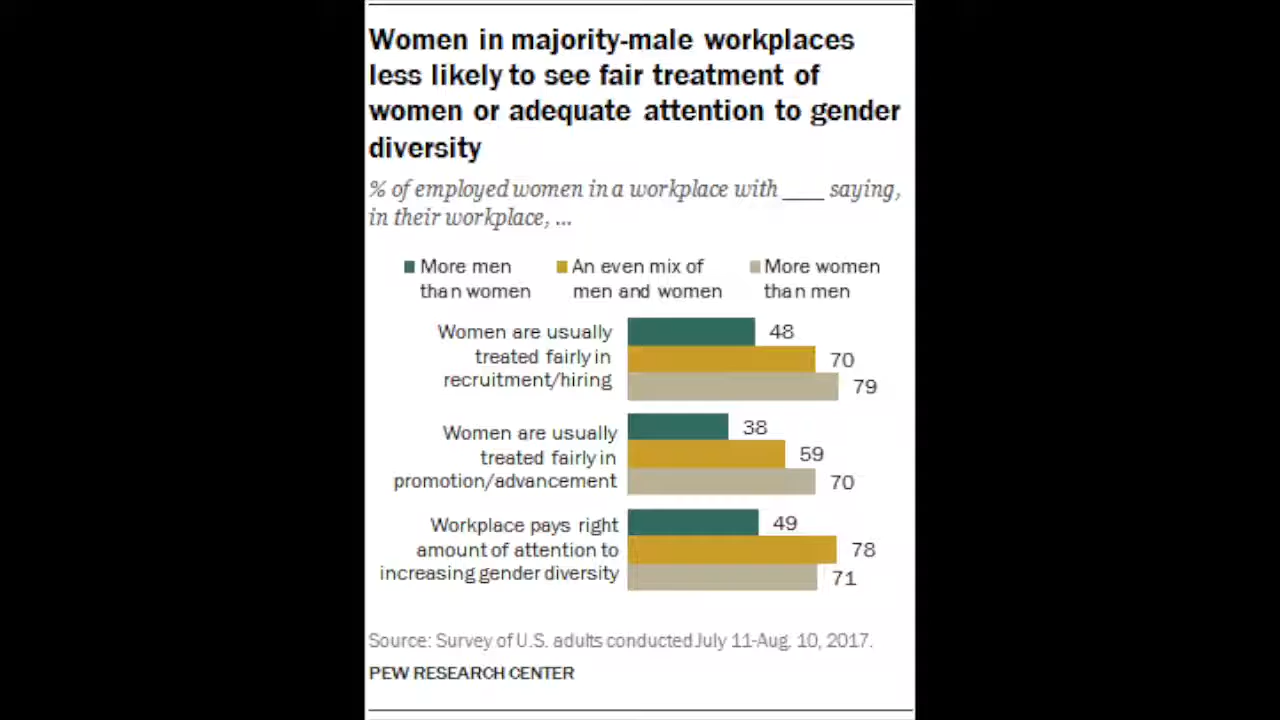 Women in majority-male workplaces
less likely to see fair treatment of
women or adequate attention to gender
diversity
% of employed women in a workplace with ___ saying,
in their workplace, ...
More men
than women
An even mix of
men and women
More women
than men
Women are usually
treated fairly in
recruitment/hiring
48
70
79
Women are usually
treated fairly in
promotion/advancement
38
59
70
Workplace pays right
amount of attention to
increasing gender diversity
49
78
71
Source: Survey of U.S. adults conducted July 11-Aug. 10, 2017.
PEW RESEARCH CENTER